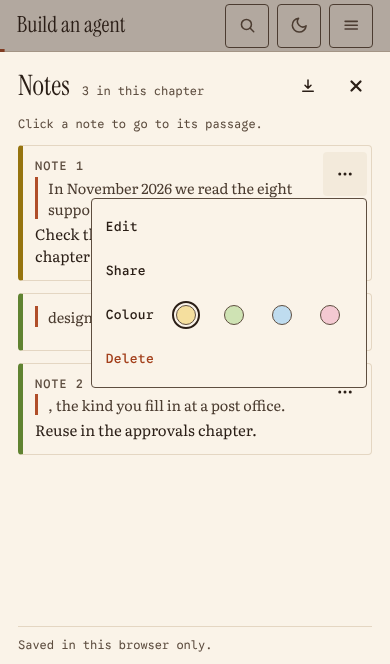 Build an agent
Notes 3 in this chapter
Click a note to go to its passage.
NOTE 1
In November 2026 we read the eight
Check
chapter
Edit
Share
Colour
Delete
design
NOTE 2
, the kind you fill in at a post office.
Reuse in the approvals chapter.
Saved in this browser only.